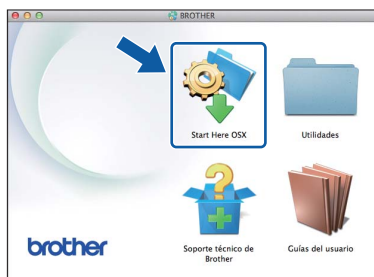 BROTHER
Start Here OSX
Utilidades
Soporte técnico de
Brother
Guías del usuario
brother